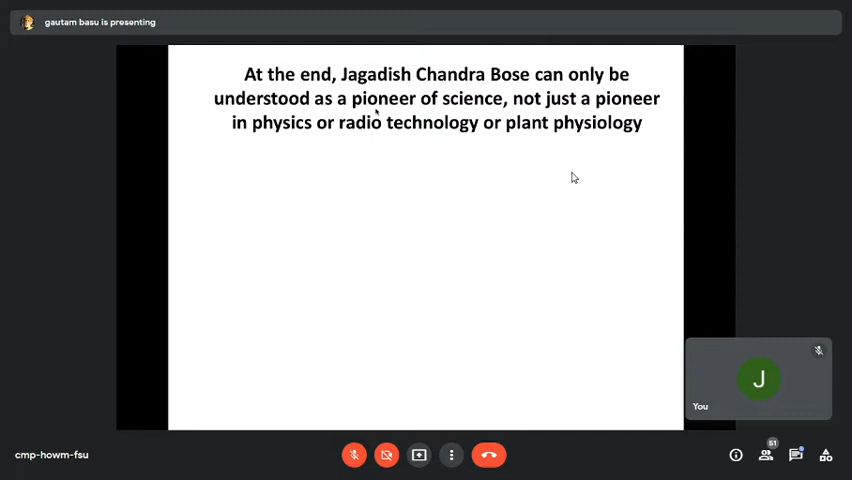 gautam basu is presenting
At the end, Jagadish Chandra Bose can only be
understood as a pioneer of science, not just a pioneer
in physics or radio technology or plant physiology
J
You
cmp-howm-fsu
51